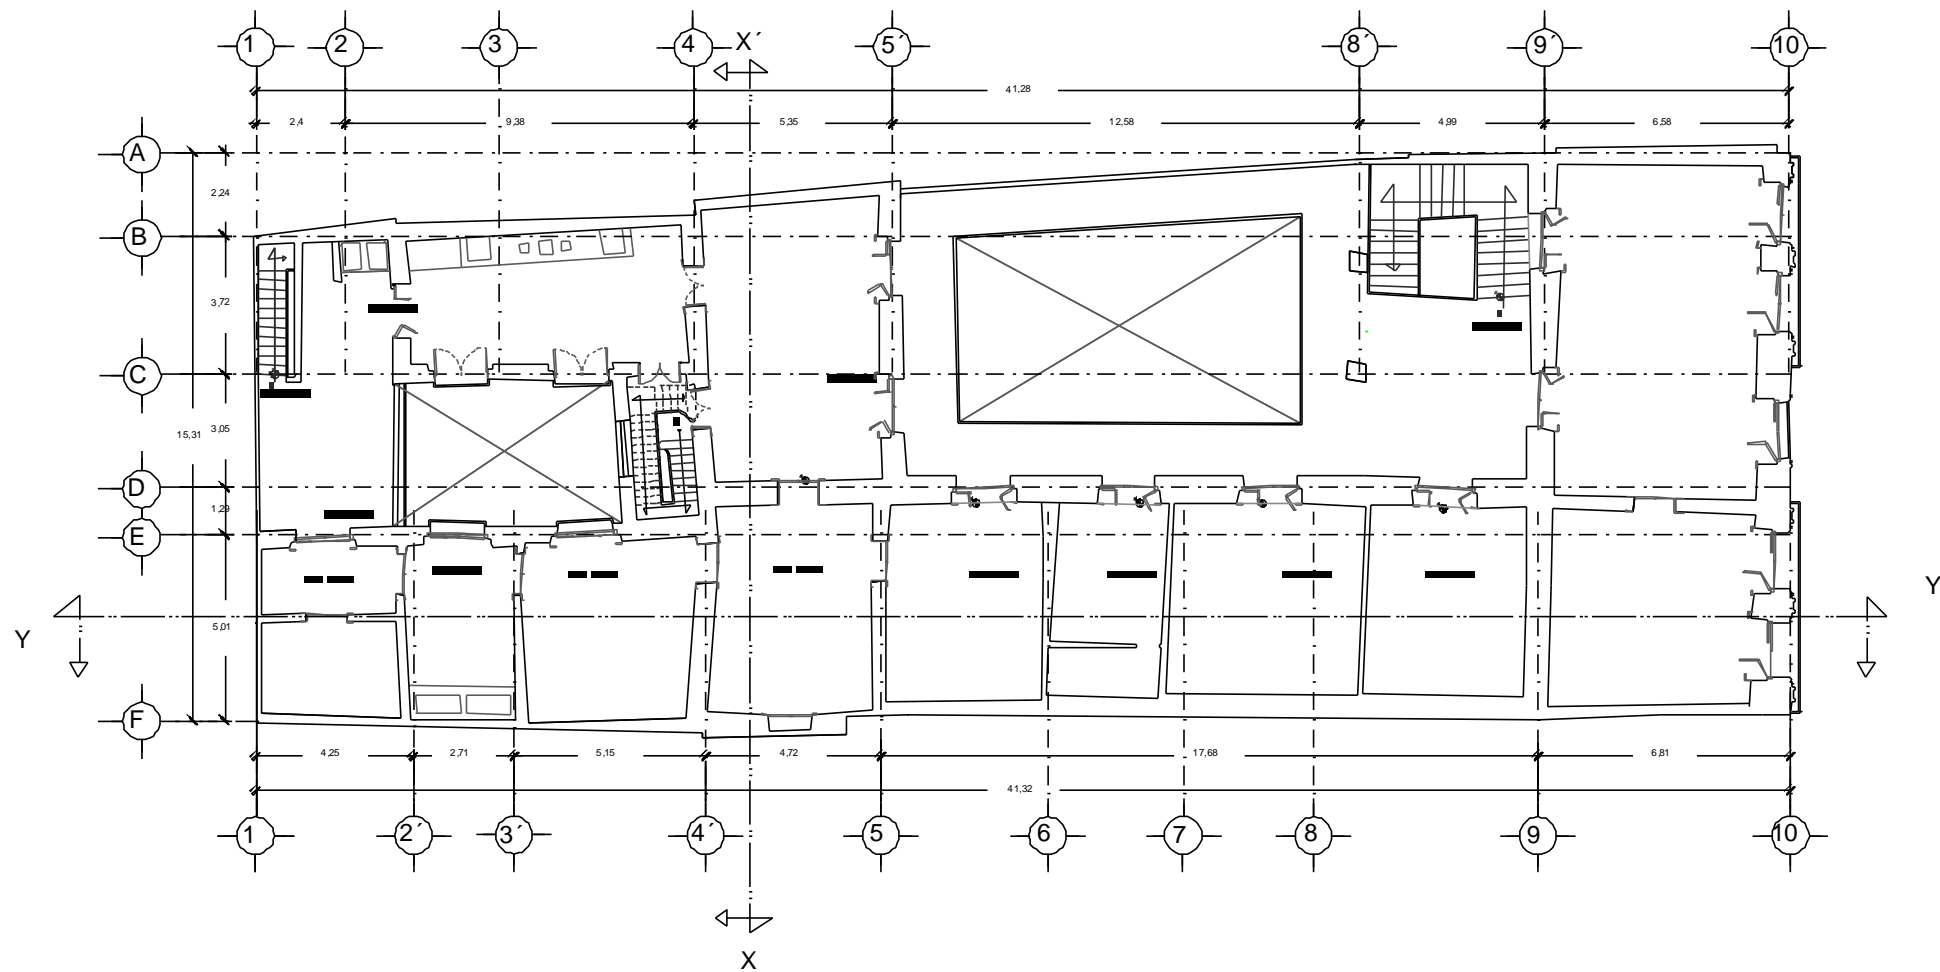 1 2 3 4 X´ 5´ 8´ 9´ 10
41,28
2,4 9,38 5,35 12,58 4,99 6,58
A
2,24
B
3,72
C
15,31 3,05
D
1,29
E
Y Y
5,01
F
4,25 2,71 5,15 4,72 17,68 6,81
41,32
1 2´ 3´ 4´ 5 6 7 8 9 10
X